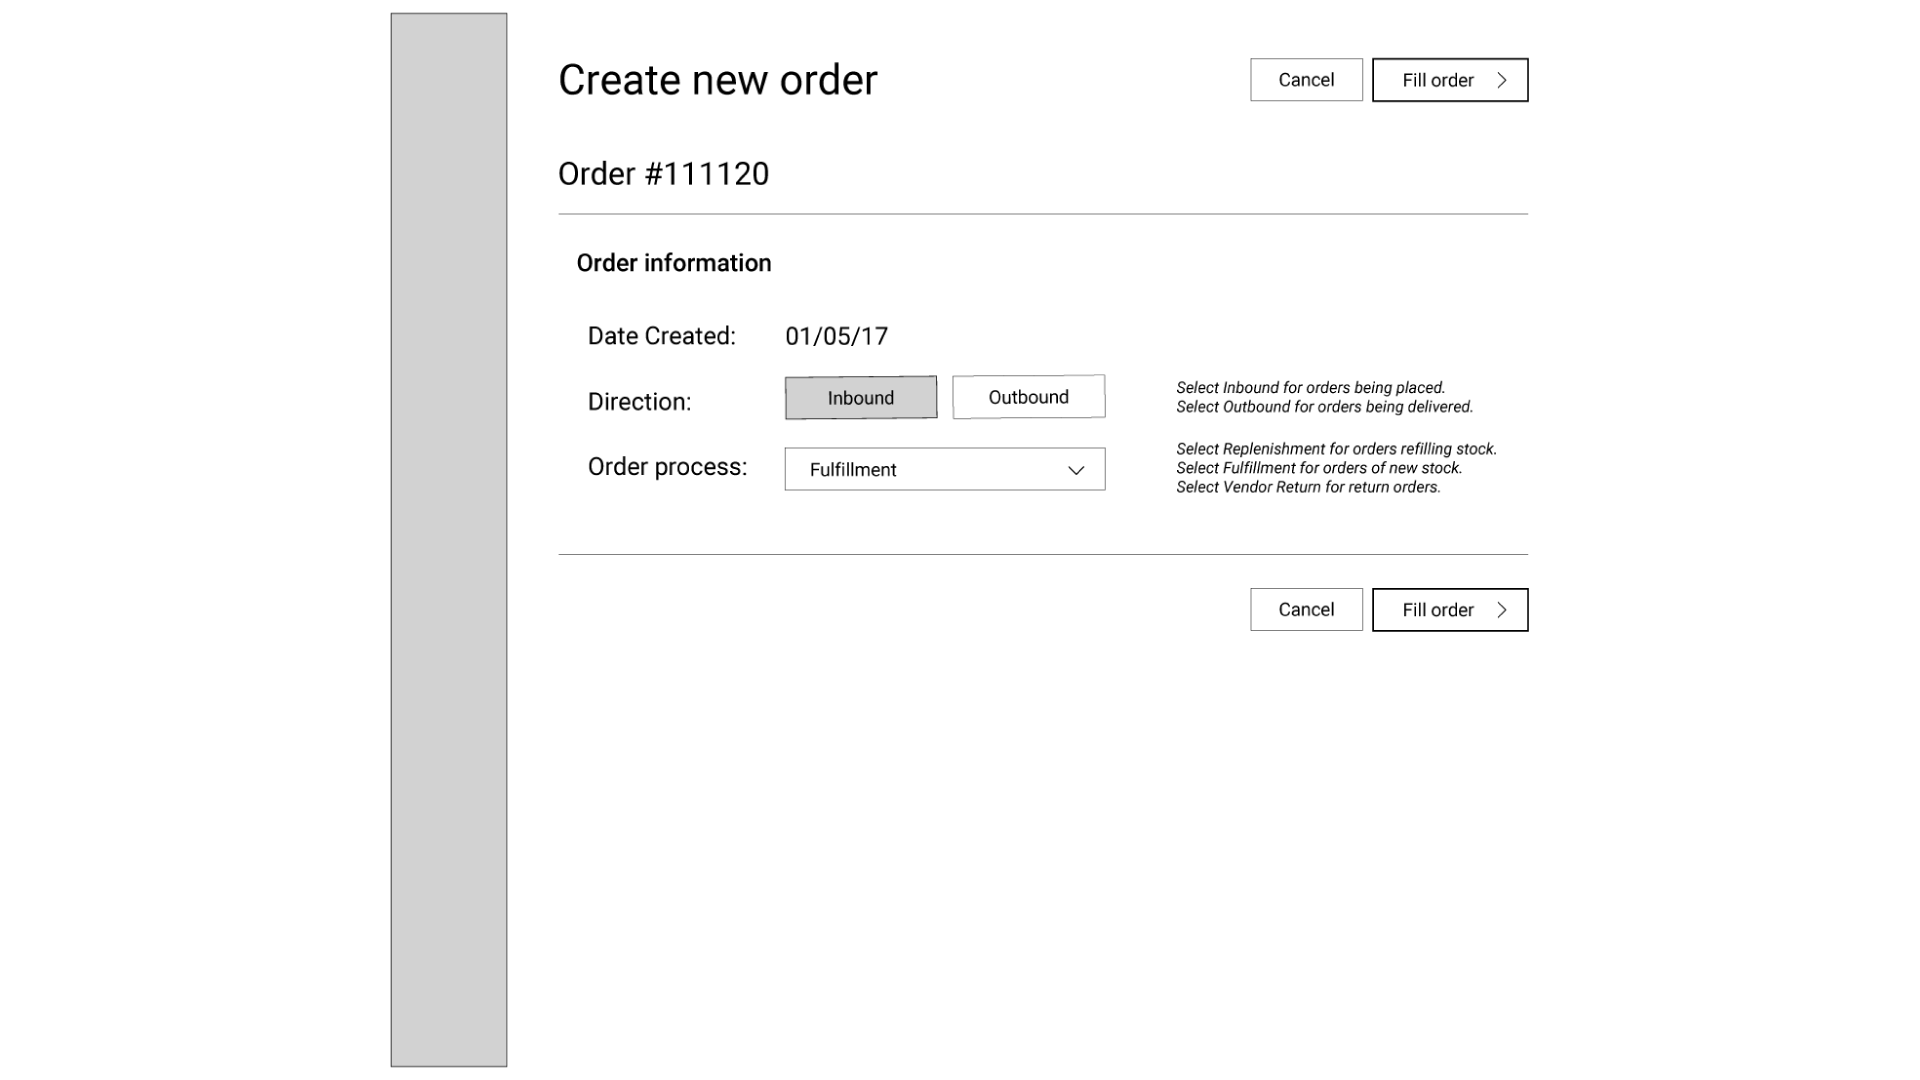 Create new order
Cancel
Fill order
Order #111120
Order information
Date Created: 01/05/17
Direction:
Inbound
Outbound
Select Inbound for orders being placed.
Select Outbound for orders being delivered.
Order process:
Fulfillment
Select Replenishment for orders refilling stock.
Select Fulfillment for orders of new stock.
Select Vendor Return for return orders.
Cancel
Fill order